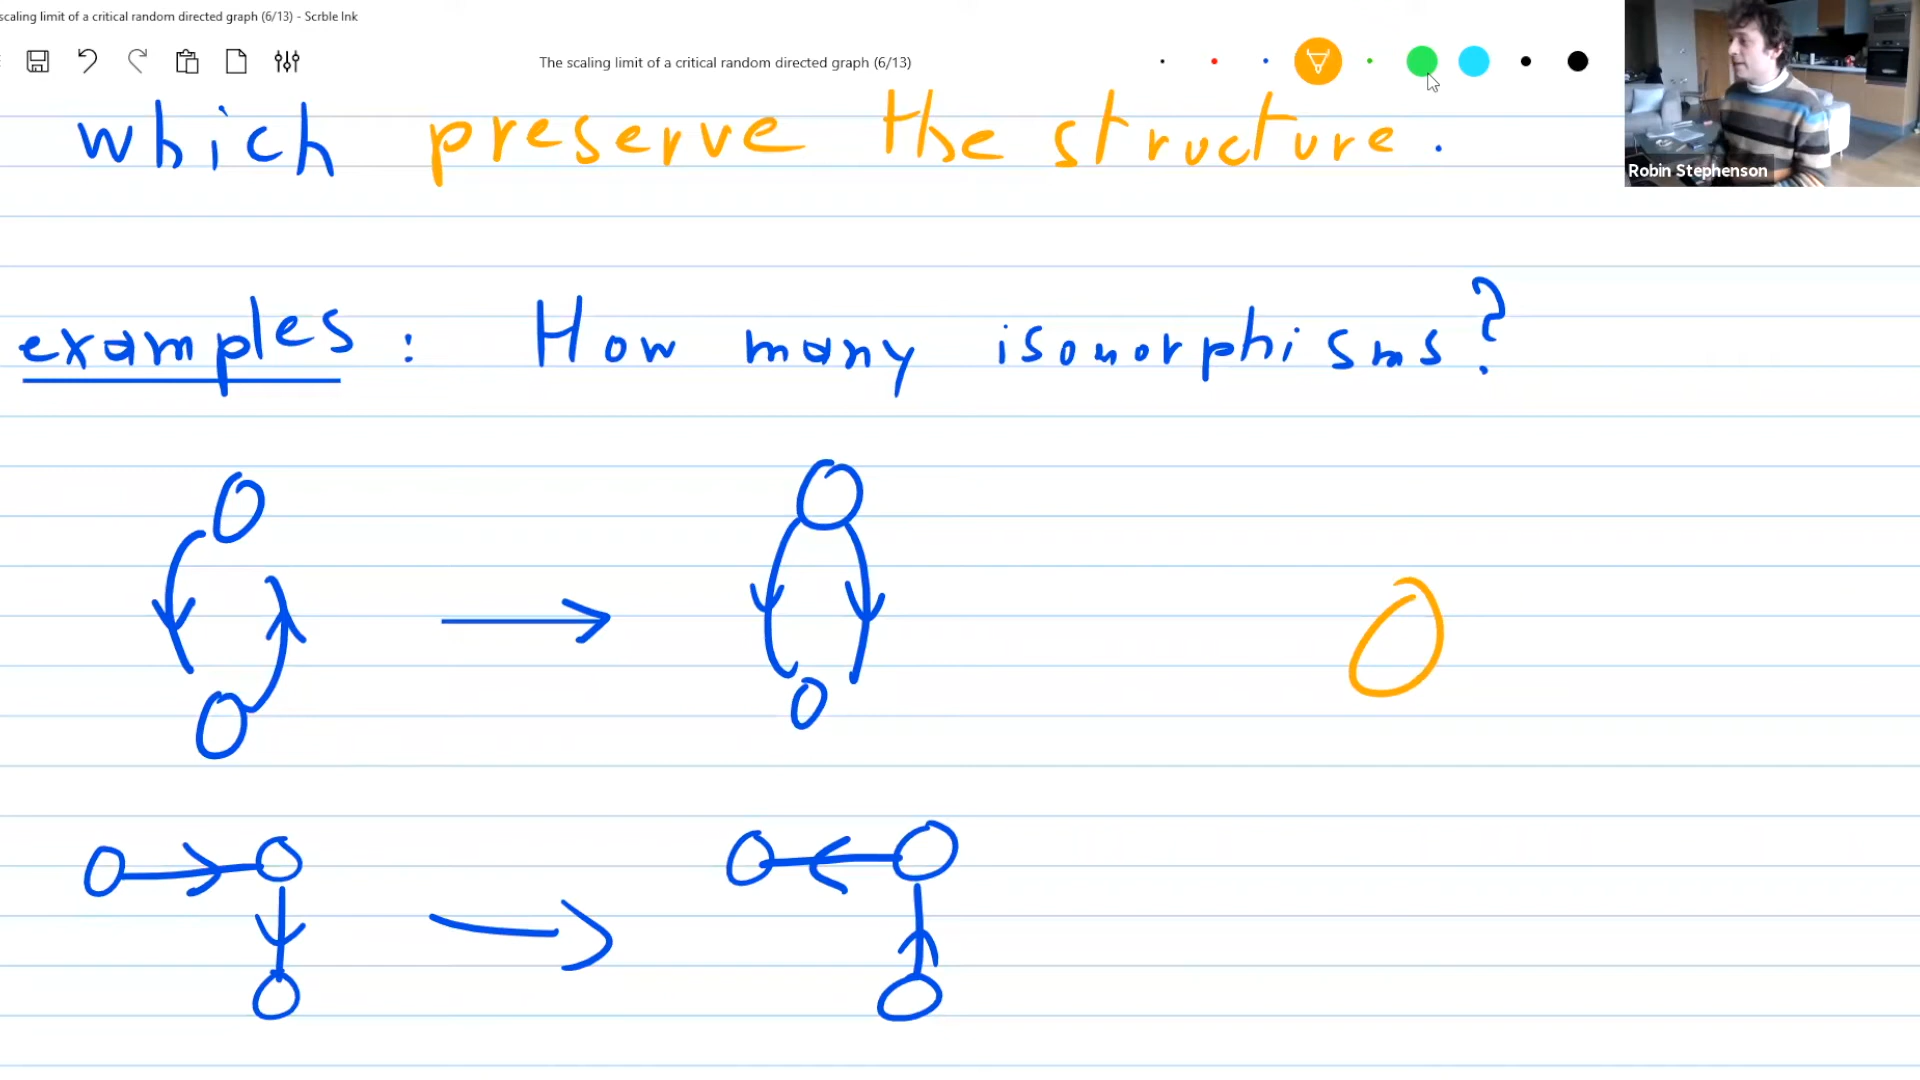 scaling limit of a critical random directed graph (6/13) - Scrble Ink
The scaling limit of a critical random directed graph (6/13)
Robin Stephenson
which preserve the structure.
examples: How many isomorphisms?
0